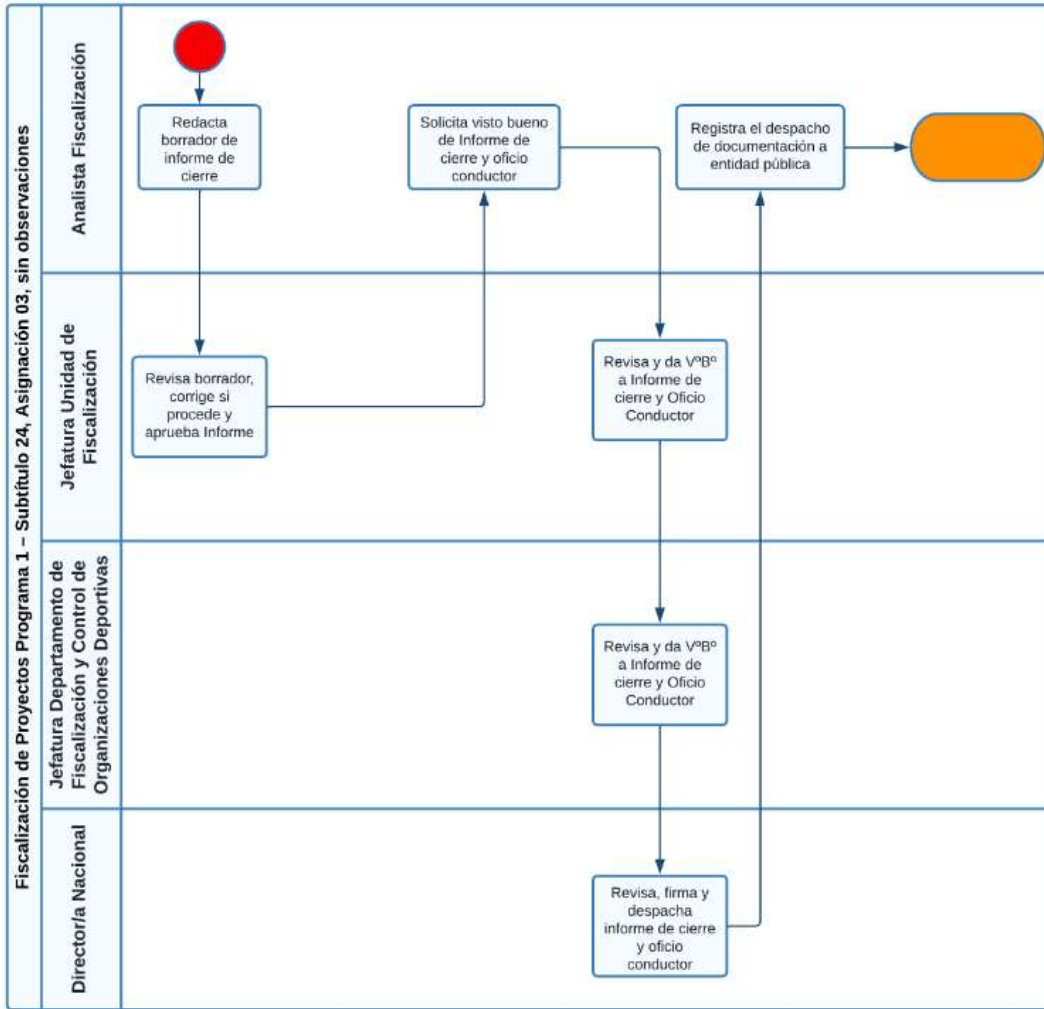 Fiscalización de Proyectos Programa 1 – Subtítulo 24, Asignación 03, sin observaciones
Analista Fiscalización
Redacta
borrador de
informe de
cierre
Solicita visto bueno
de Informe de
cierre y oficio
conductor
Registra el despacho
de documentación a
entidad pública
Jefatura Unidad de
Fiscalización
Revisa borrador,
corrige si
procede y
aprueba Informe
Revisa y da VºBº
a Informe de
cierre y Oficio
Conductor
Jefatura Departamento de
Fiscalización y Control de
Organizaciones Deportivas
Revisa y da VºBº
a Informe de
cierre y Oficio
Conductor
Director/a Nacional
Revisa, firma y
despacha
informe de cierre
y oficio
conductor